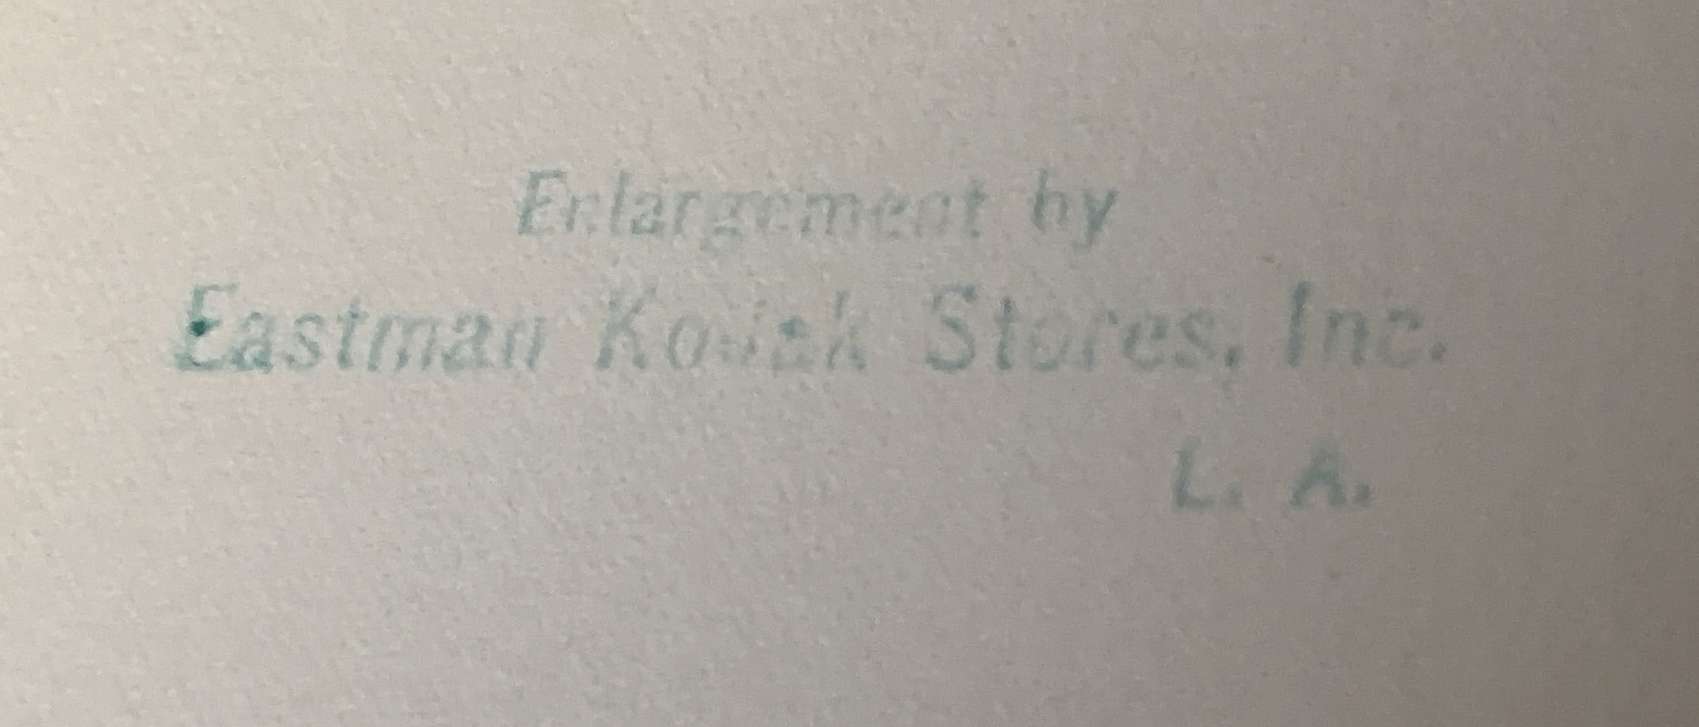 Enlargement by
Eastman Kodak Stores, Inc.
L. A.